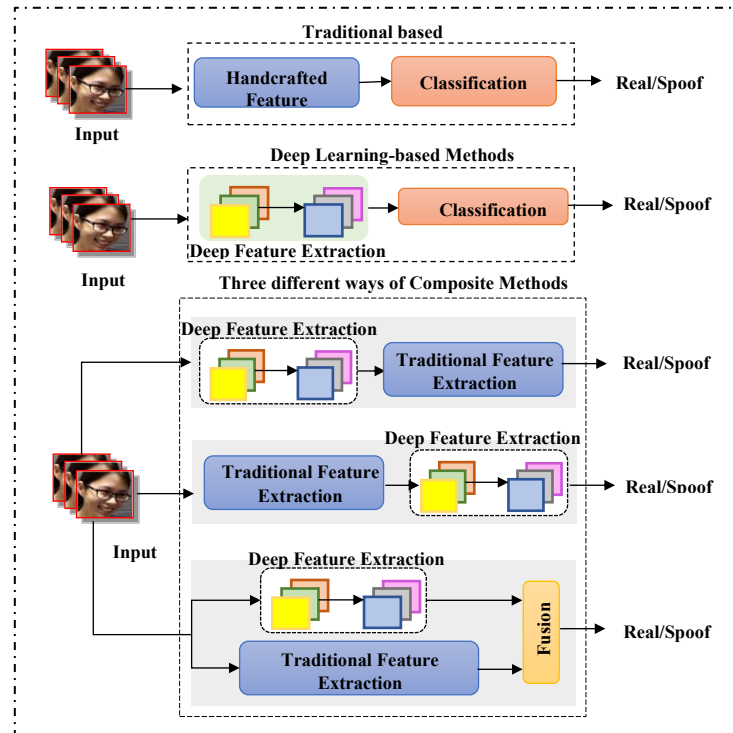 Traditional based
Handcrafted
Feature
Classification
Real/Spoof
Input
Deep Learning-based Methods
Classification
Real/Spoof
Deep Feature Extraction
Input
Three different ways of Composite Methods
Deep Feature Extraction
Traditional Feature
Extraction
Real/Spoof
Deep Feature Extraction
Traditional Feature
Extraction
Real/Spoof
Input
Deep Feature Extraction
Fusion
Real/Spoof
Traditional Feature
Extraction